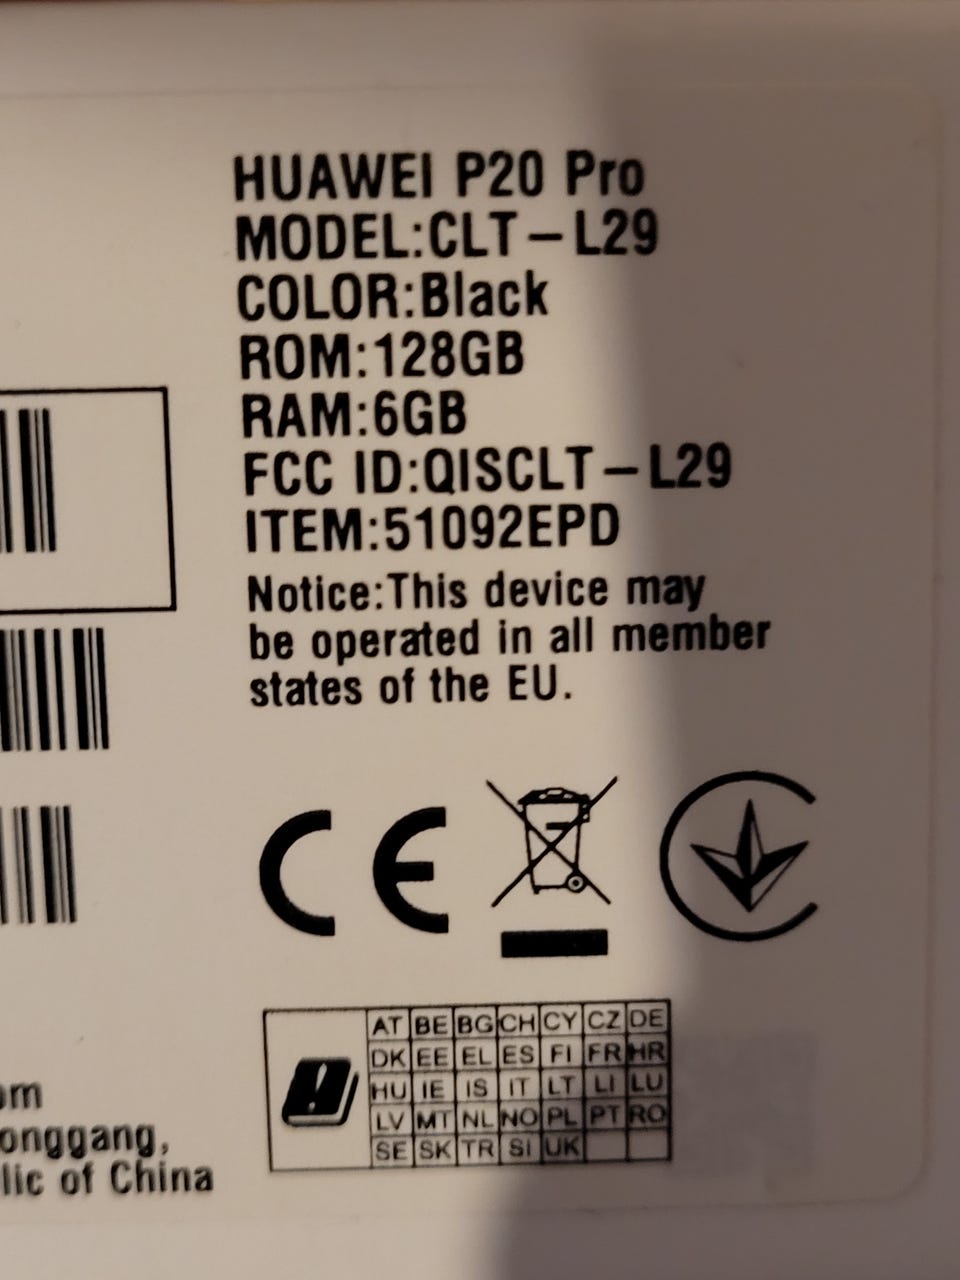 HUAWEI P20 Pro
MODEL:CLT-L29
COLOR:Black
ROM:128GB
RAM:6GB
FCC ID:QISCLT-L29
ITEM:51092EPD
Notice:This device may
be operated in all member
states of the EU.
CE
AT BE BG CH CY CZ DE
DK EE EL ES FI FR HR
HU IE IS IT LT LI LU
LV MT NL NO PL PT RO
SE SK TR SI UK
om
onggang,
lic of China